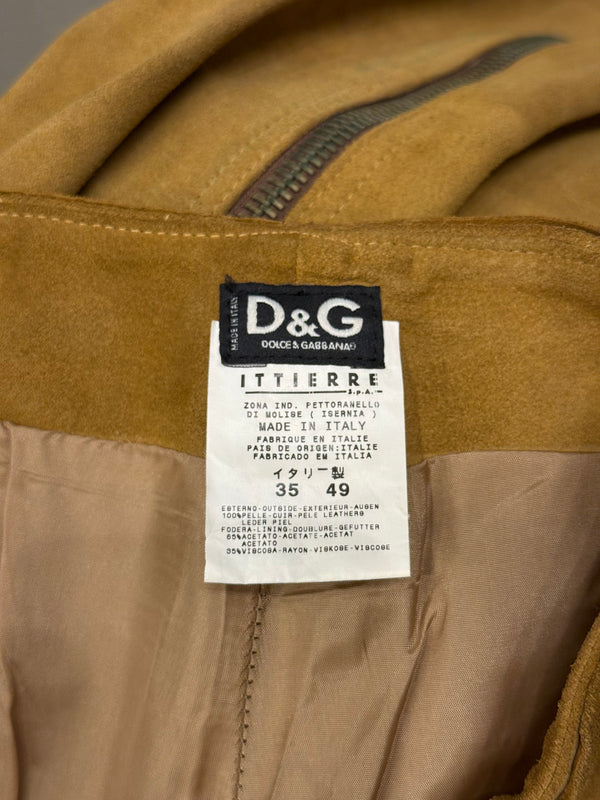 MADE IN ITALY
D&G
DOLCE & GABBANA
ITTIERRE
S.p.A.
ZONA IND. PETTORANELLO
DI MOLISE ( ISERNIA )
MADE IN ITALY
FABRIQUE EN ITALIE
PAIS DE ORIGEN:ITALIE
FABRICADO EM ITALIA
イタリー製
35 49
ESTERNO-OUTSIDE-EXTERIEUR-AUSEN
100%PELLE-CUIR-PELE LEATHERS
LEDER PIEL
FODERA-LINING-DOUBLURE-GEFUTTER
65%ACETATO-ACETATE-ACETAT
ACETATO
35%VISCOSA-RAYON-VISKOSE-VISCOSE